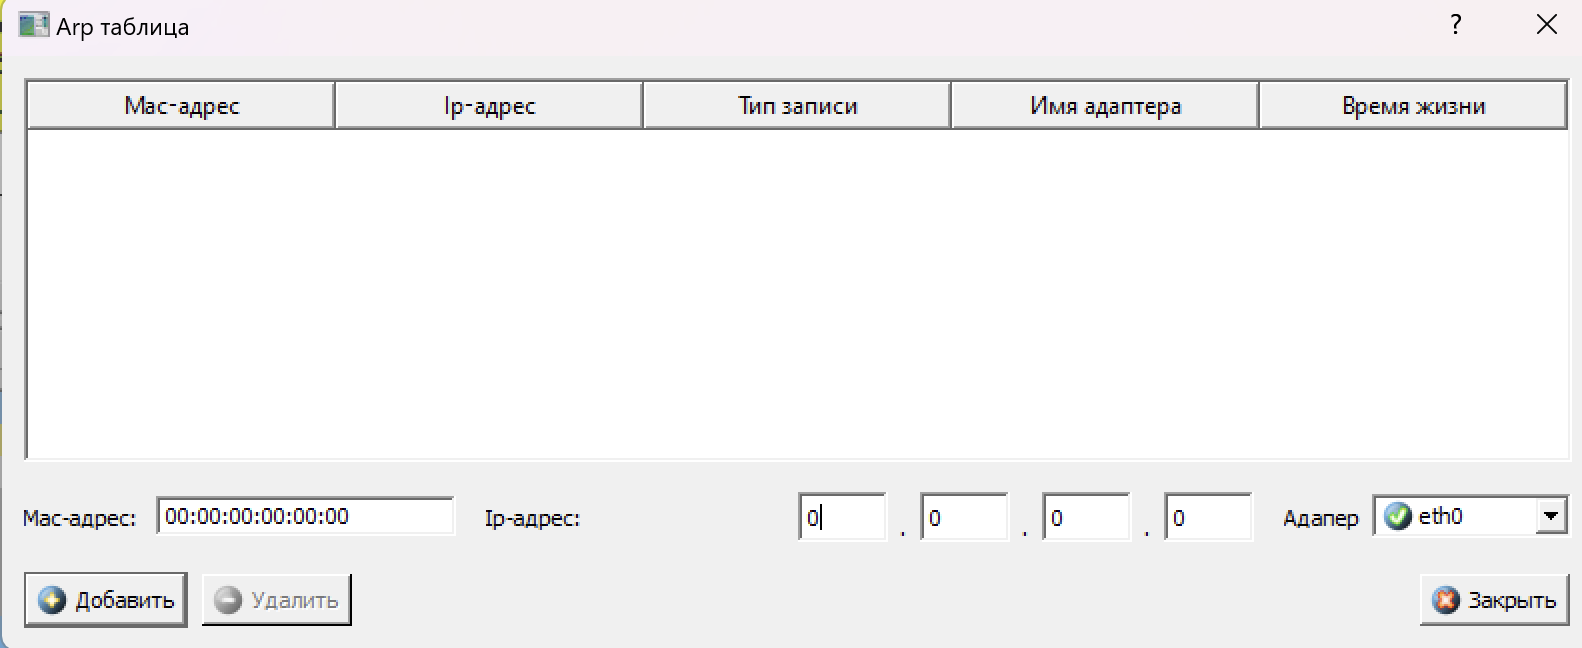 Arp таблица ?
Mac-адрес Ip-адрес Тип записи Имя адаптера Время жизни
Mac-адрес: 00:00:00:00:00:00 Ip-адрес: 0 . 0 . 0 . 0 Адапер eth0
Добавить Удалить Закрыть